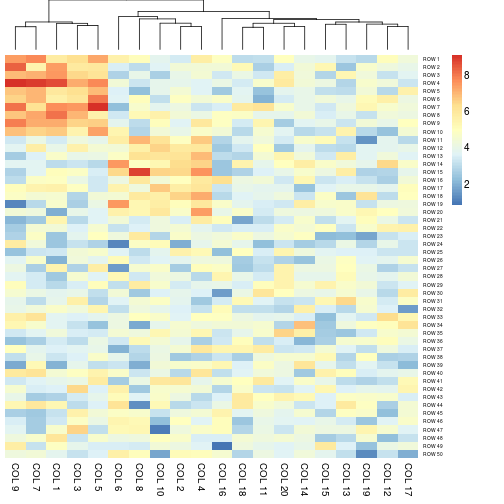 ROW 1
ROW 2
ROW 3
ROW 4
ROW 5
ROW 6
ROW 7
ROW 8
ROW 9
ROW 10
ROW 11
ROW 12
ROW 13
ROW 14
ROW 15
ROW 16
ROW 17
ROW 18
ROW 19
ROW 20
ROW 21
ROW 22
ROW 23
ROW 24
ROW 25
ROW 26
ROW 27
ROW 28
ROW 29
ROW 30
ROW 31
ROW 32
ROW 33
ROW 34
ROW 35
ROW 36
ROW 37
ROW 38
ROW 39
ROW 40
ROW 41
ROW 42
ROW 43
ROW 44
ROW 45
ROW 46
ROW 47
ROW 48
ROW 49
ROW 50
8
6
4
2
COL 9
COL 7
COL 1
COL 3
COL 5
COL 6
COL 8
COL 10
COL 2
COL 4
COL 16
COL 18
COL 11
COL 20
COL 14
COL 15
COL 13
COL 19
COL 12
COL 17